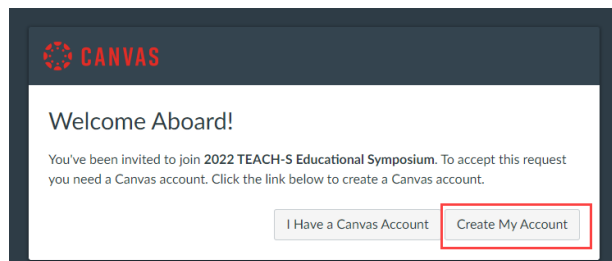 CANVAS
Welcome Aboard!
You've been invited to join 2022 TEACH-S Educational Symposium. To accept this request
you need a Canvas account. Click the link below to create a Canvas account.
I Have a Canvas Account Create My Account